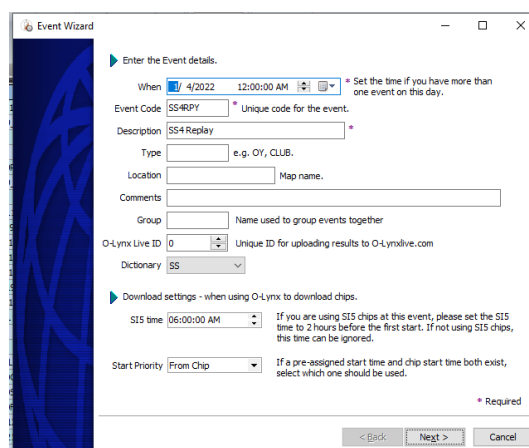 Event Wizard
Enter the Event details.
When 1/ 4/2022 12:00:00 AM * Set the time if you have more than
one event on this day.
Event Code SS4RPY * Unique code for the event.
Description SS4 Replay *
Type e.g. OY, CLUB.
Location Map name.
Comments
Group Name used to group events together
O-Lynx Live ID 0 Unique ID for uploading results to O-Lynxlive.com
Dictionary SS
Download settings - when using O-Lynx to download chips.
SI5 time 06:00:00 AM If you are using SI5 chips at this event, please set the SI5
time to 2 hours before the first start. If not using SI5 chips,
this time can be ignored.
Start Priority From Chip If a pre-assigned start time and chip start time both exist,
select which one should be used.
* Required
< Back Next > Cancel